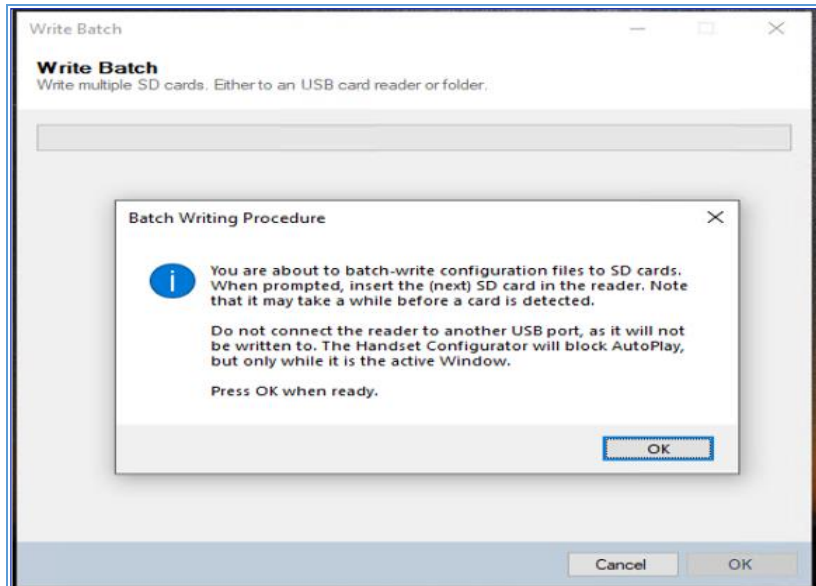 Write Batch
Write Batch
Write multiple SD cards. Either to an USB card reader or folder.
Batch Writing Procedure
You are about to batch-write configuration files to SD cards.
When prompted, insert the (next) SD card in the reader. Note
that it may take a while before a card is detected.
Do not connect the reader to another USB port, as it will not
be written to. The Handset Configurator will block AutoPlay,
but only while it is the active Window.
Press OK when ready.
OK
Cancel OK